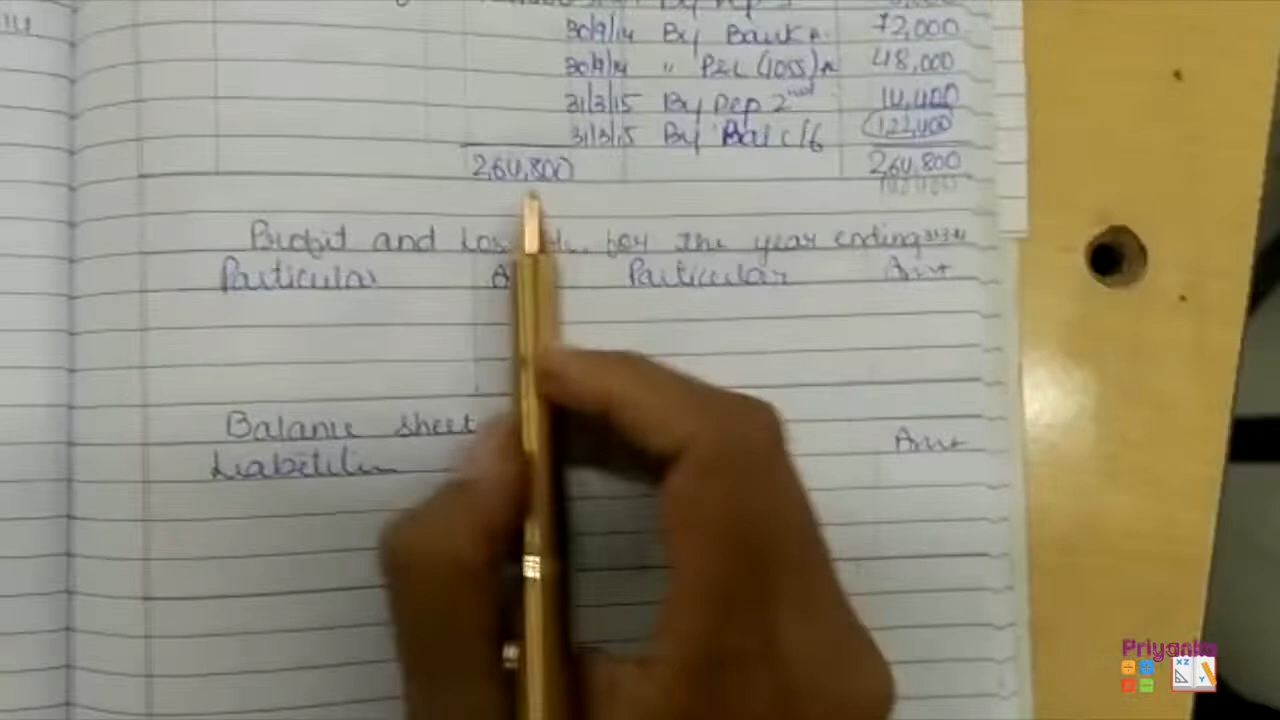 30/9/14 By Bank A. 72,000
30/9/14 " P&L (loss) A 48,000
31/3/15 By Dep 2nd 14,400
31/3/15 By Bal c/f 122,400
264,800 264,800
Profit and for the year ending
Particular Particular Amt
Balance sheet
Liabilities Amt
Priyanka